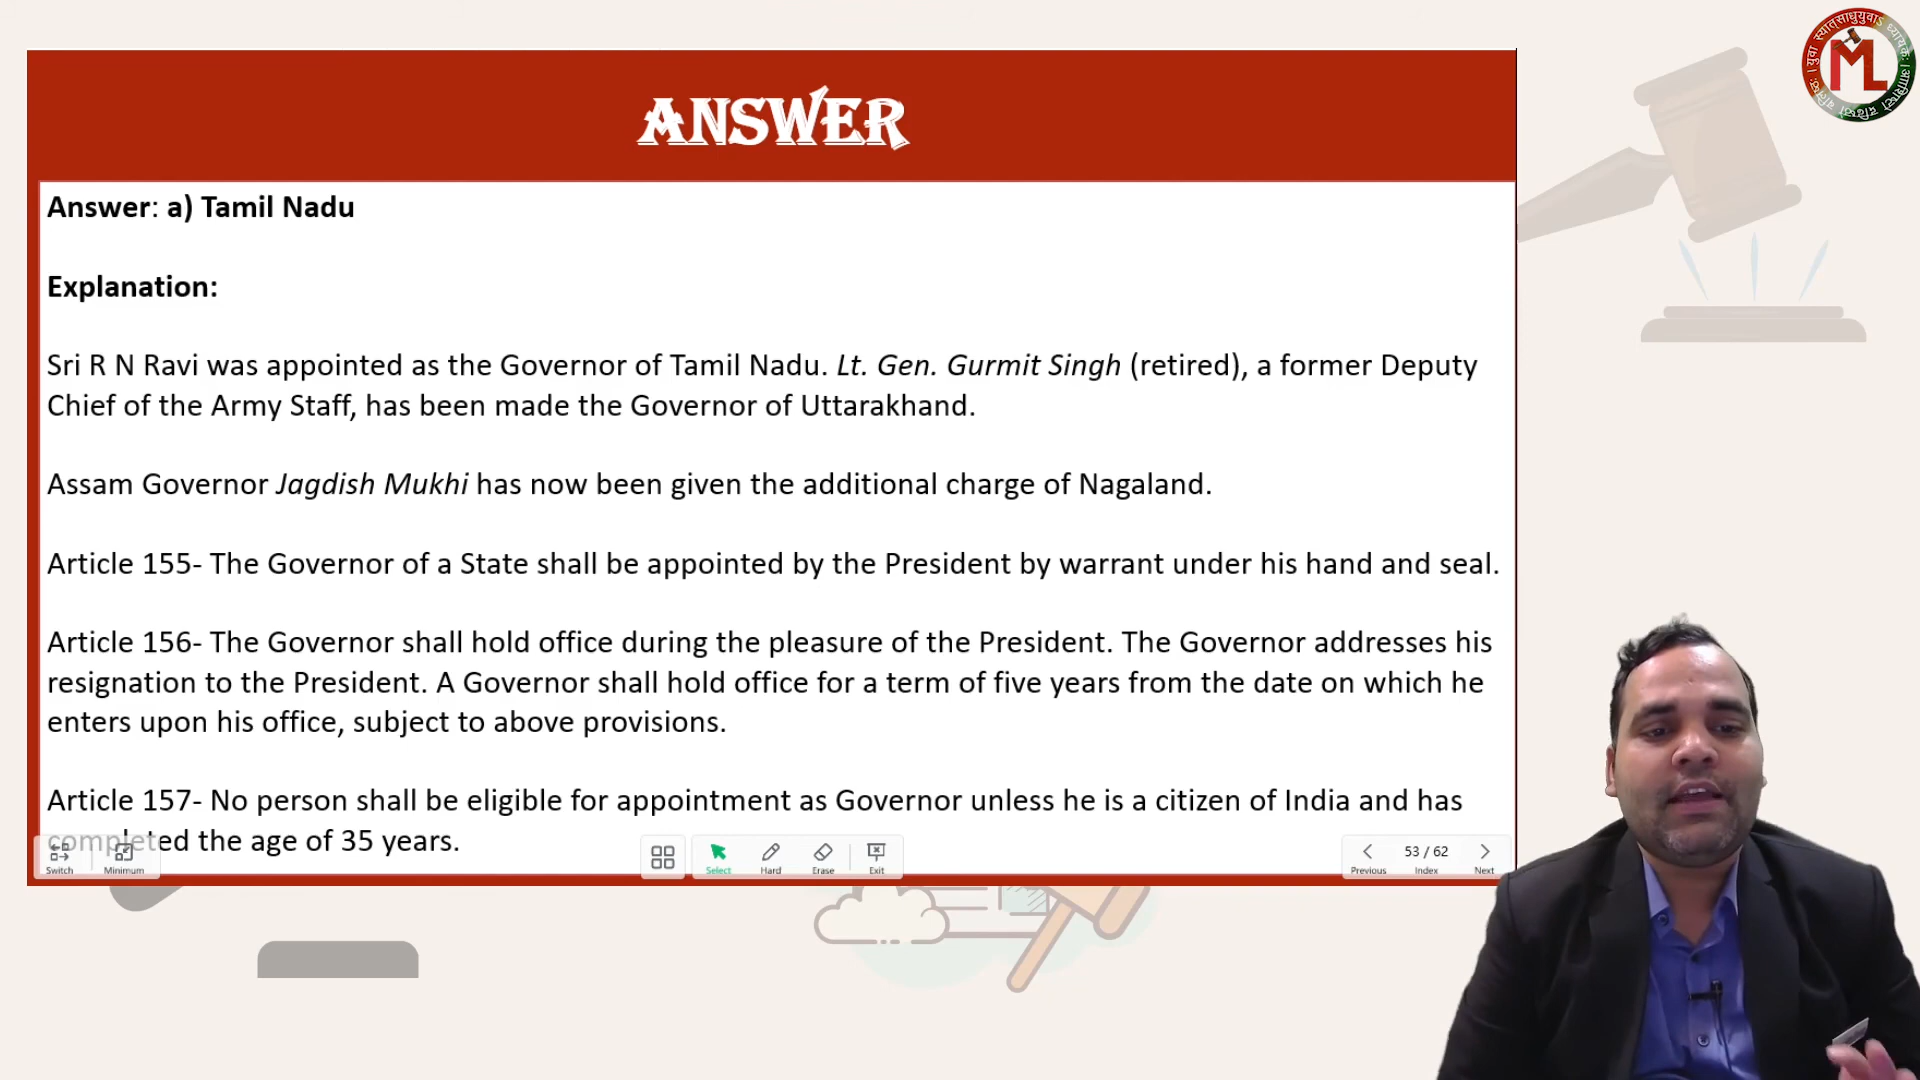 ANSWER
Answer: a) Tamil Nadu
Explanation:
Sri R N Ravi was appointed as the Governor of Tamil Nadu. Lt. Gen. Gurmit Singh (retired), a former Deputy
Chief of the Army Staff, has been made the Governor of Uttarakhand.
Assam Governor Jagdish Mukhi has now been given the additional charge of Nagaland.
Article 155- The Governor of a State shall be appointed by the President by warrant under his hand and seal.
Article 156- The Governor shall hold office during the pleasure of the President. The Governor addresses his
resignation to the President. A Governor shall hold office for a term of five years from the date on which he
enters upon his office, subject to above provisions.
Article 157- No person shall be eligible for appointment as Governor unless he is a citizen of India and has
completed the age of 35 years.
Switch Minimum Select Hard Erase Exit Previous 53 / 62 Index Next
ML